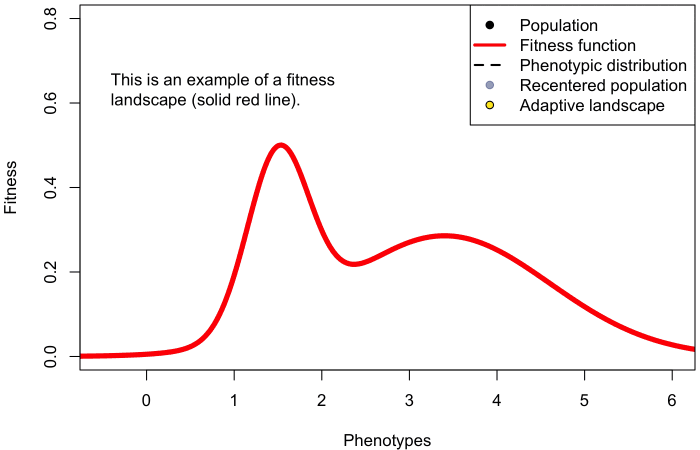 0.8
0.6
0.4
0.2
0.0
Fitness
This is an example of a fitness
landscape (solid red line).
Population
Fitness function
Phenotypic distribution
Recentered population
Adaptive landscape
0 1 2 3 4 5 6
Phenotypes